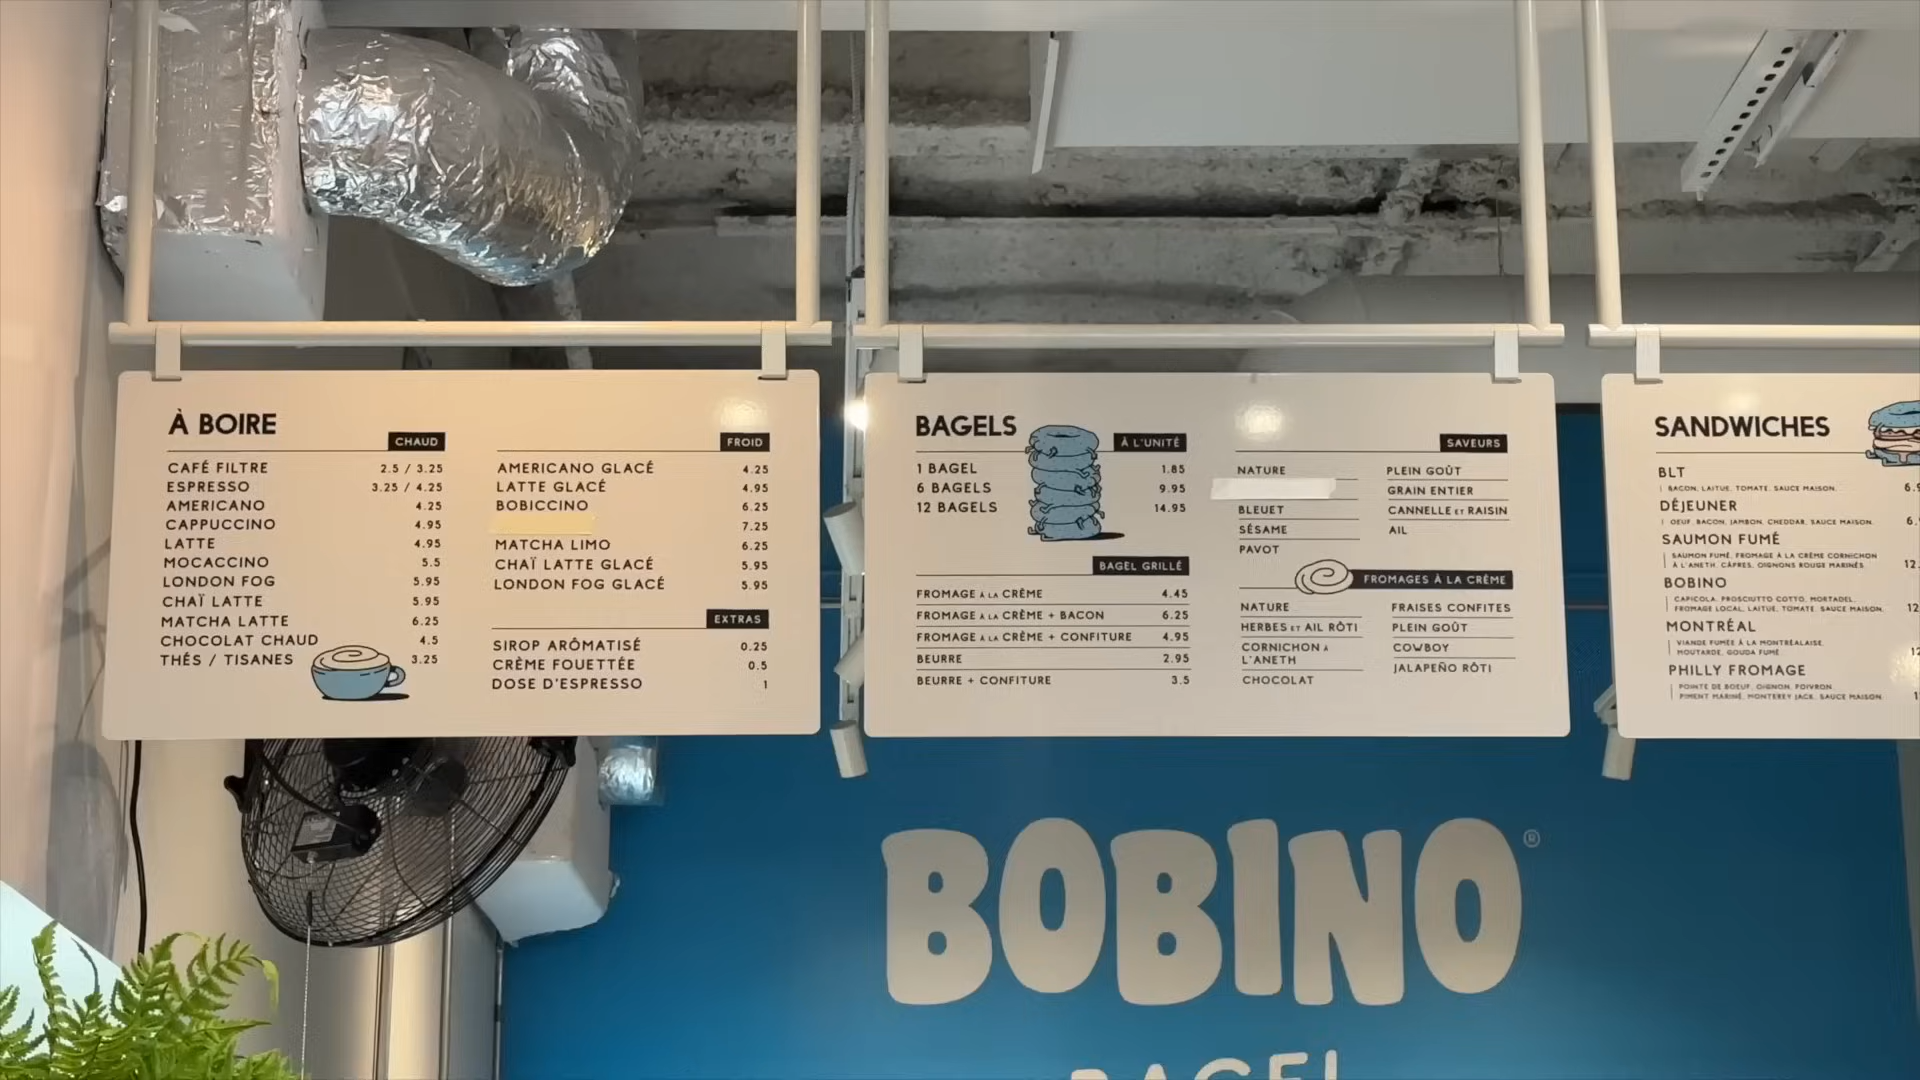 À BOIRE
CHAUD
CAFÉ FILTRE 2.5 / 3.25
ESPRESSO 3.25 / 4.25
AMERICANO 4.25
CAPPUCCINO 4.95
LATTE 4.95
MOCACCINO 5.5
LONDON FOG 5.95
CHAÏ LATTE 5.95
MATCHA LATTE 6.25
CHOCOLAT CHAUD 4.5
THÉS / TISANES 3.25
FROID
AMERICANO GLACÉ 4.25
LATTE GLACÉ 4.95
BOBICCINO 6.25
7.25
MATCHA LIMO 6.25
CHAÏ LATTE GLACÉ 5.95
LONDON FOG GLACÉ 5.95
EXTRAS
SIROP ARÔMATISÉ 0.25
CRÈME FOUETTÉE 0.5
DOSE D'ESPRESSO 1
BAGELS
À L'UNITÉ
1 BAGEL 1.85
6 BAGELS 9.95
12 BAGELS 14.95
BAGEL GRILLÉ
FROMAGE À LA CRÈME 4.45
FROMAGE À LA CRÈME + BACON 6.25
FROMAGE À LA CRÈME + CONFITURE 4.95
BEURRE 2.95
BEURRE + CONFITURE 3.5
SAVEURS
NATURE
BLEUET
SÉSAME
PAVOT
PLEIN GOÛT
GRAIN ENTIER
CANNELLE ET RAISIN
AIL
FROMAGES À LA CRÈME
NATURE
HERBES ET AIL RÔTI
CORNICHON À
L'ANETH
CHOCOLAT
FRAISES CONFITES
PLEIN GOÛT
COWBOY
JALAPEÑO RÔTI
SANDWICHES
BLT
BACON, LAITUE, TOMATE, SAUCE MAISON.
DÉJEUNER
OEUF, BACON, JAMBON, CHEDDAR, SAUCE MAISON.
SAUMON FUMÉ
SAUMON FUMÉ, FROMAGE À LA CRÈME CORNICHON
À L'ANETH, CÂPRES, OIGNONS ROUGE MARINÉS.
BOBINO
CAPICOLA, PROSCIUTTO COTTO, MORTADEL,
FROMAGE LOCAL, LAITUE, TOMATE, SAUCE MAISON.
MONTRÉAL
VIANDE FUMÉE À LA MONTRÉALAISE,
MOUTARDE, GOUDA FUMÉ.
PHILLY FROMAGE
POINTE DE BOEUF, OIGNON, POIVRON,
PIMENT MARINÉ, MONTEREY JACK, SAUCE MAISON.
BOBINO®
BAGEL